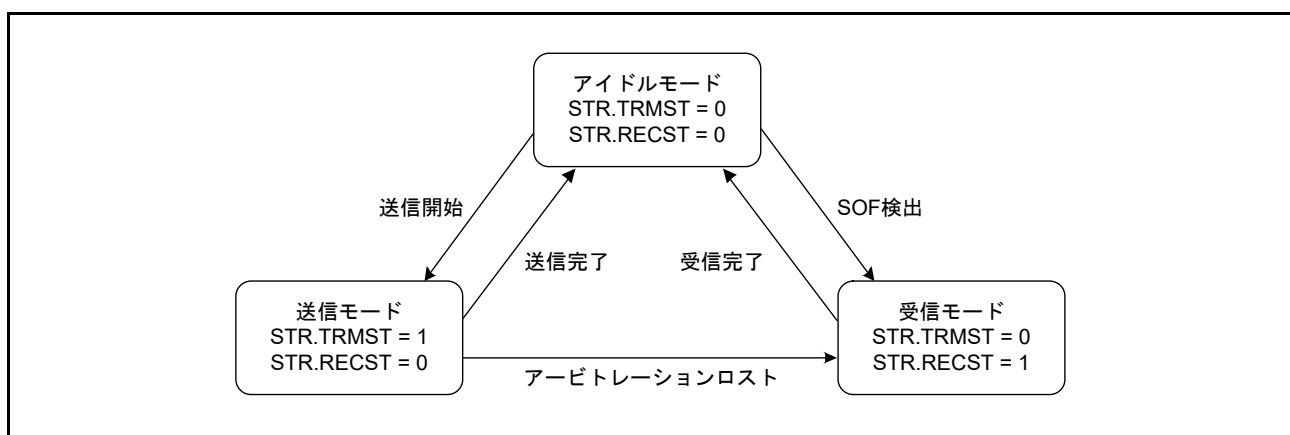 アイドルモード
STR.TRMST = 0
STR.RECST = 0
送信開始
SOF検出
送信完了
受信完了
送信モード
STR.TRMST = 1
STR.RECST = 0
受信モード
STR.TRMST = 0
STR.RECST = 1
アービトレーションロスト